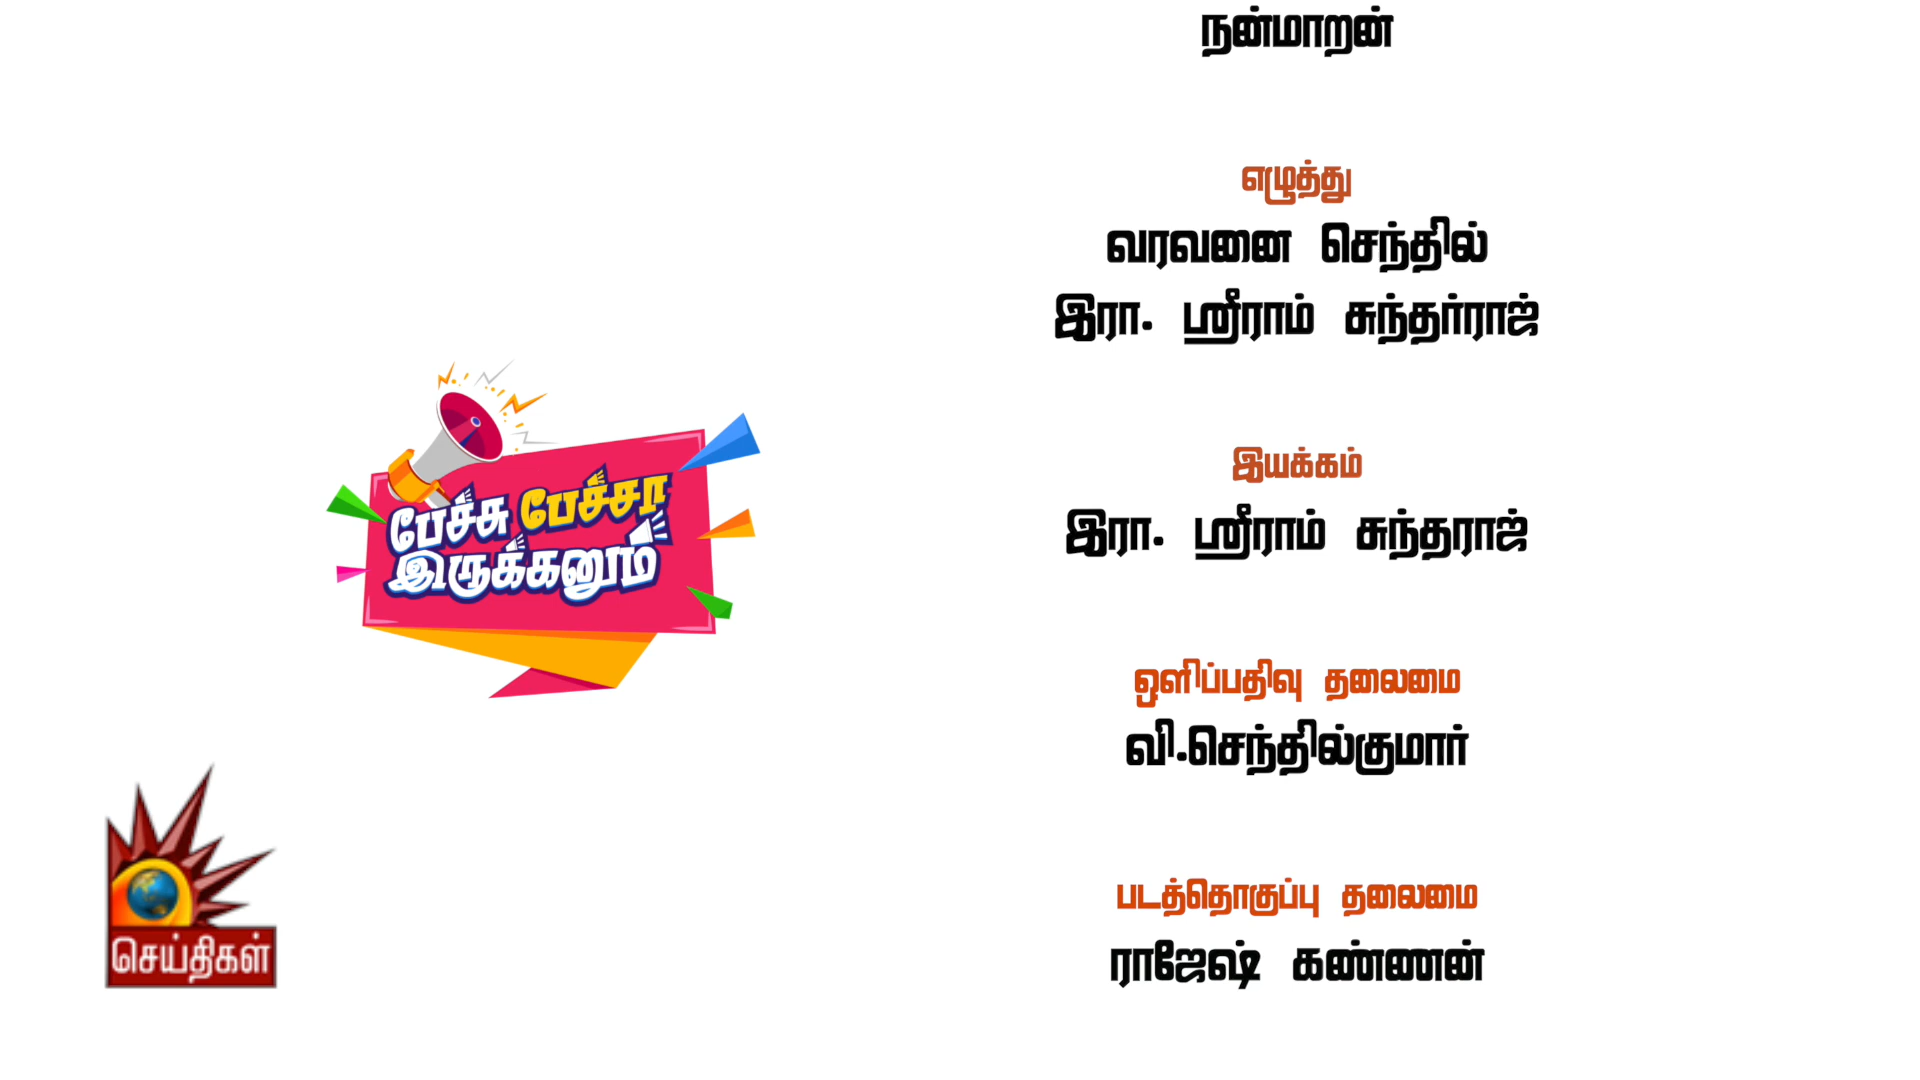 நன்மாறன்
எழுத்து
வரவனை செந்தில்
இரா. ஸ்ரீராம் சுந்தர்ராஜ்
இயக்கம்
இரா. ஸ்ரீராம் சுந்தராஜ்
ஒளிப்பதிவு தலைமை
வி.செந்தில்குமார்
படத்தொகுப்பு தலைமை
ராஜேஷ் கண்ணன்
பேச்சு பேச்சா
இருக்கனும்
செய்திகள்